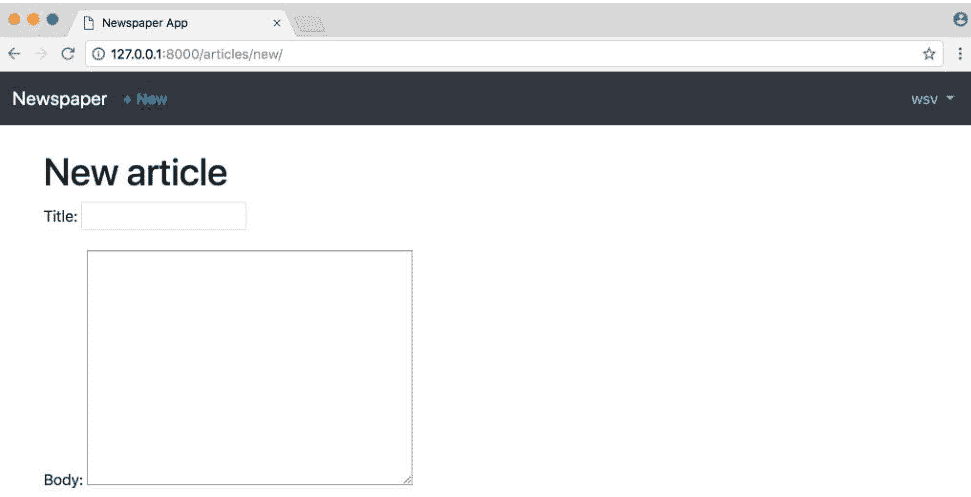 Newspaper App
127.0.0.1:8000/articles/new/
Newspaper + New wsv
New article
Title:
Body: